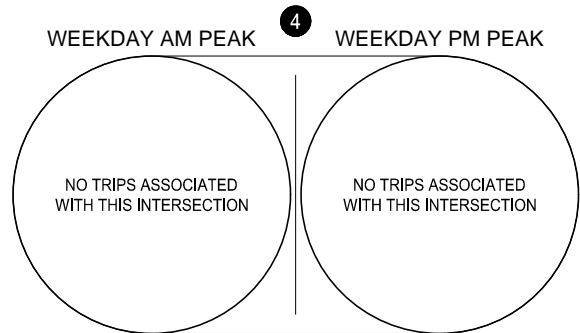 4
WEEKDAY AM PEAK
WEEKDAY PM PEAK
NO TRIPS ASSOCIATED
WITH THIS INTERSECTION
NO TRIPS ASSOCIATED
WITH THIS INTERSECTION